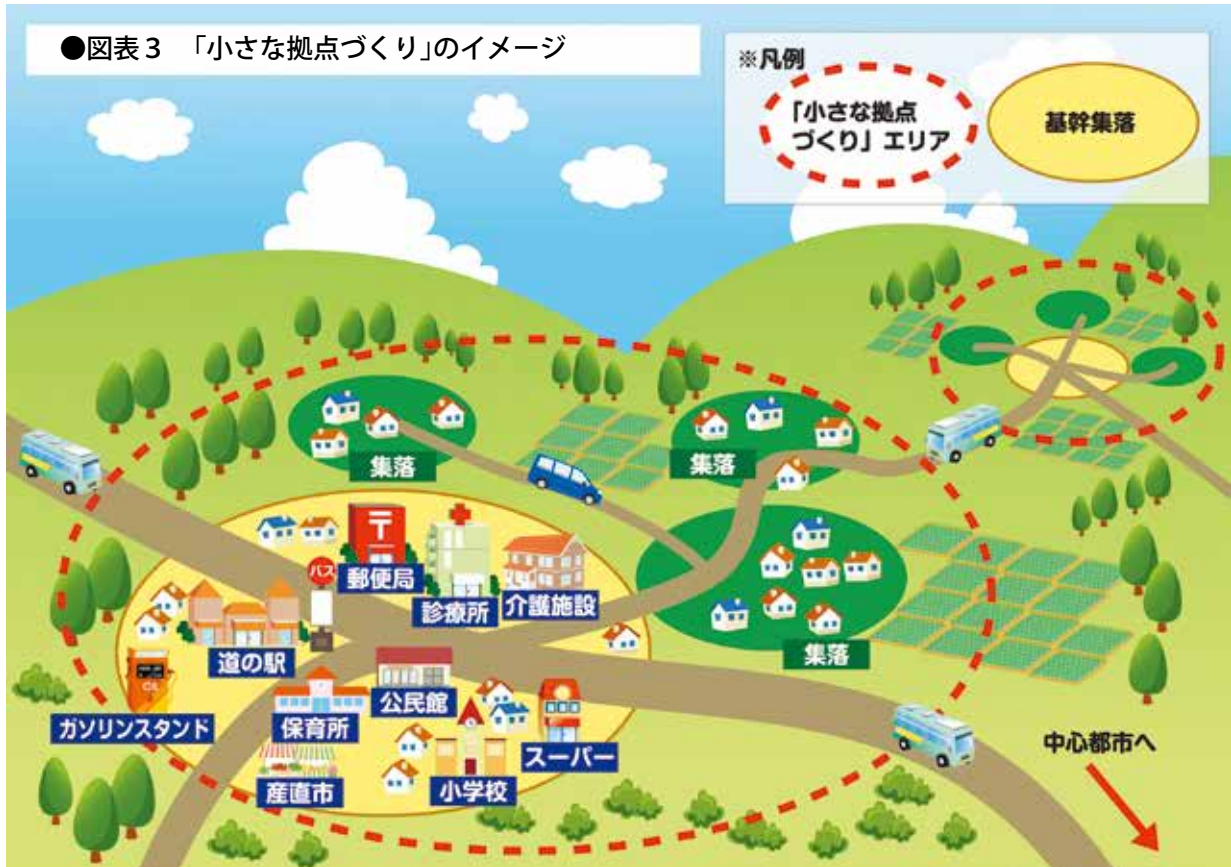 ●図表3 「小さな拠点づくり」のイメージ
※凡例
「小さな拠点
づくり」エリア
基幹集落
集落
集落
バス
〒
郵便局
診療所
介護施設
道の駅
集落
公民館
ガソリンスタンド
保育所
スーパー
産直市
小学校
中心都市へ